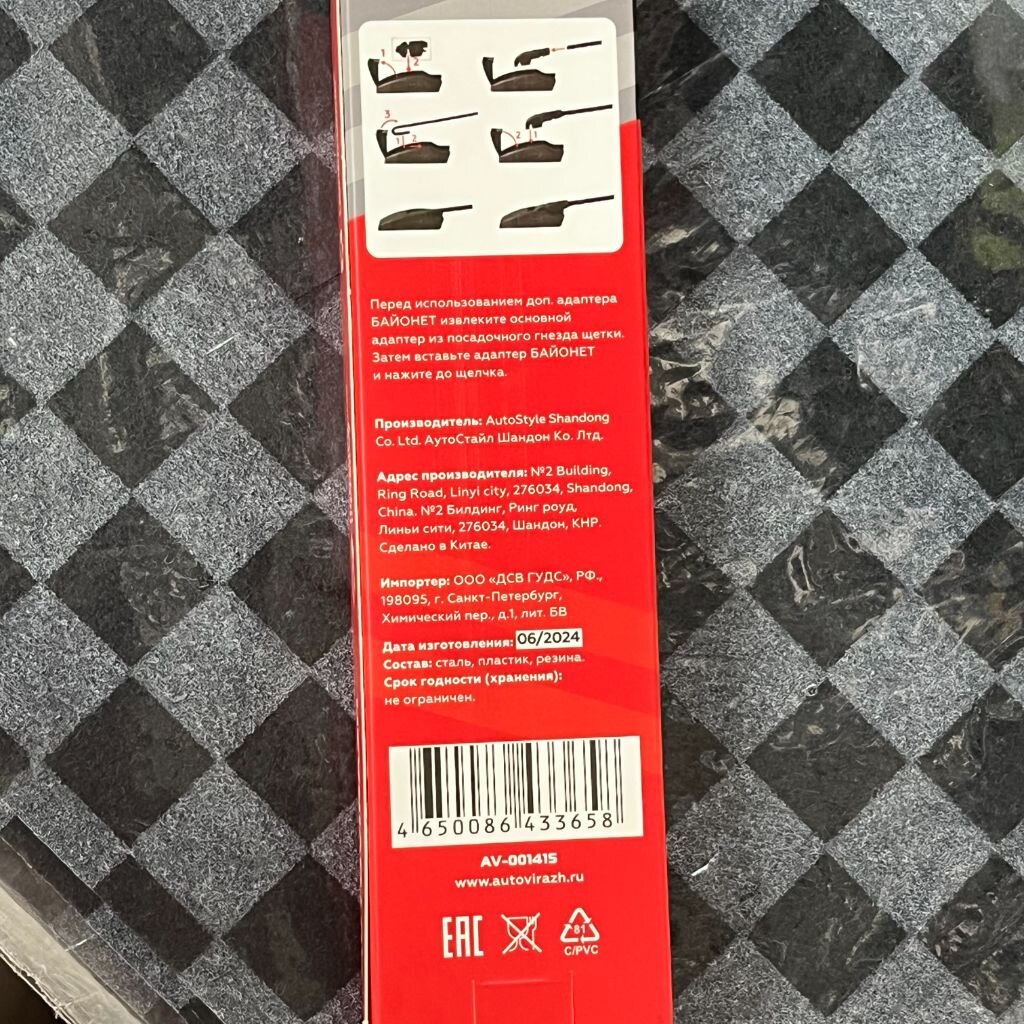 1
2
3
1 2
2 1
Перед использованием доп. адаптера
БАЙОНЕТ извлеките основной
адаптер из посадочного гнезда щетки.
Затем вставьте адаптер БАЙОНЕТ
и нажмите до щелчка.
Производитель: AutoStyle Shandong
Co. Ltd. АутоСтайл Шандон Ко. Лтд.
Адрес производителя: №2 Building,
Ring Road, Linyi city, 276034, Shandong,
China. №2 Билдинг, Ринг роуд,
Линьи сити, 276034, Шандон, КНР.
Сделано в Китае.
Импортер: ООО «ДСВ ГУДС», РФ.,
198095, г. Санкт-Петербург,
Химический пер., д.1, лит. БВ
Дата изготовления: 06/2024
Состав: сталь, пластик, резина.
Срок годности (хранения):
не ограничен.
4 650086 433658
AV-001415
www.autovirazh.ru
EAC
81
C/PVC